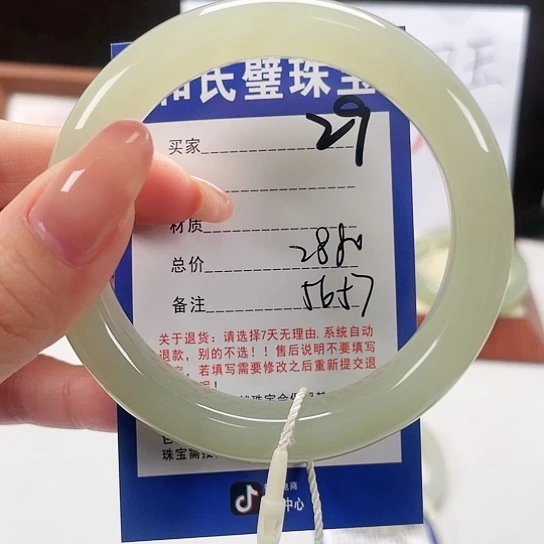 和氏璧珠宝
买家 29
材质
总价 2880
备注 5657
关于退货：请选择7天无理由,系统自动
退款，别的不选！！售后说明不要填写
，若填写需要修改之后重新提交退
！
珠宝需
中心